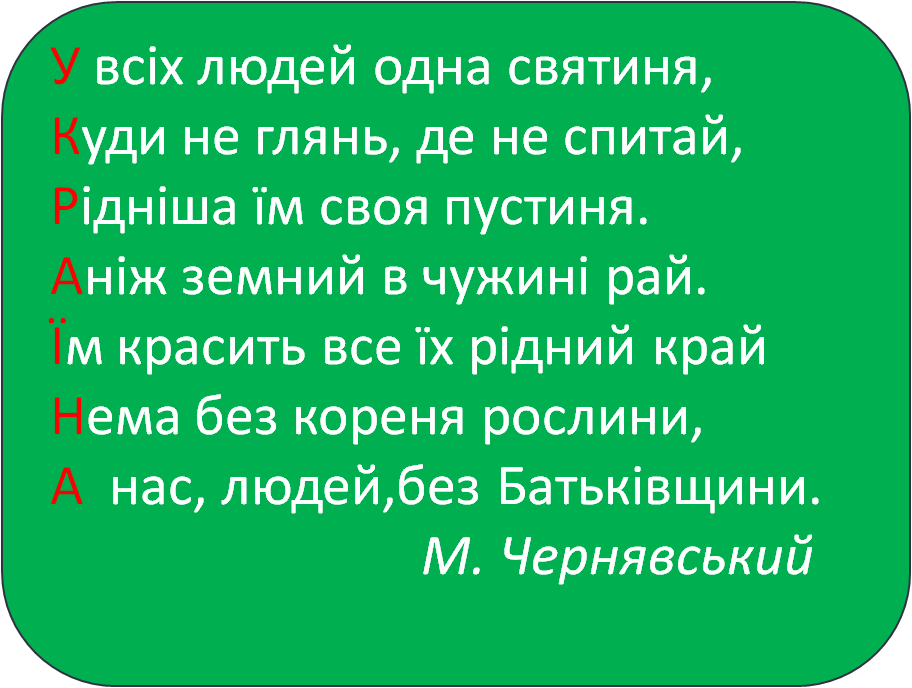 У всіх людей одна святиня,
Куди не глянь, де не спитай,
Рідніша їм своя пустиня.
Аніж земний в чужині рай.
Їм красить все їх рідний край
Нема без кореня рослини,
А нас, людей,без Батьківщини.
М. Чернявський